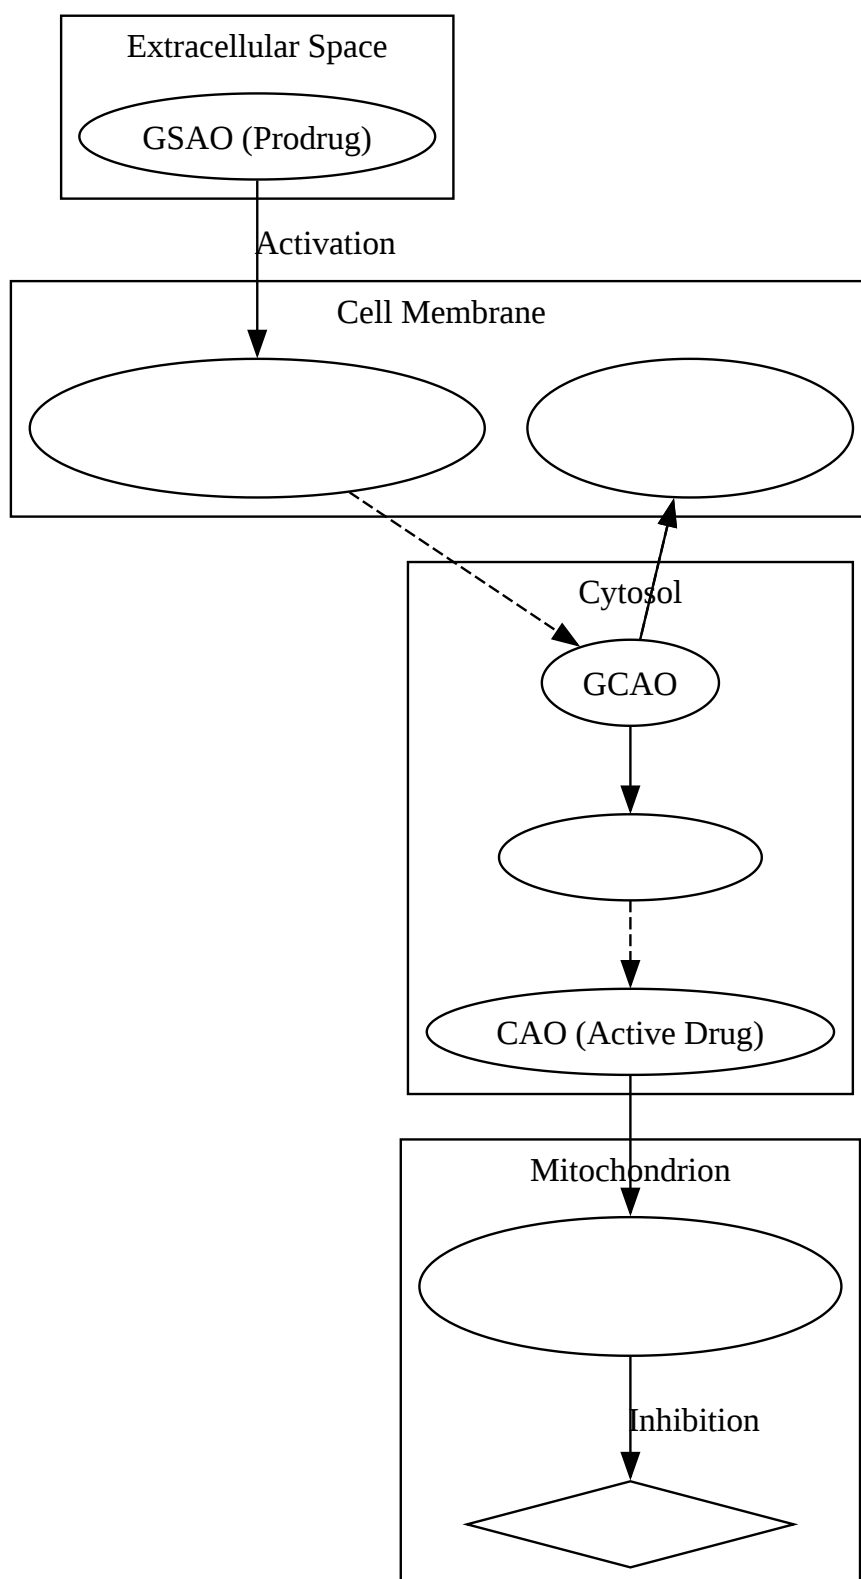 Extracellular Space
GSAO (Prodrug)
Activation
Cell Membrane
Cytosol
GCAO
CAO (Active Drug)
Mitochondrion
Inhibition